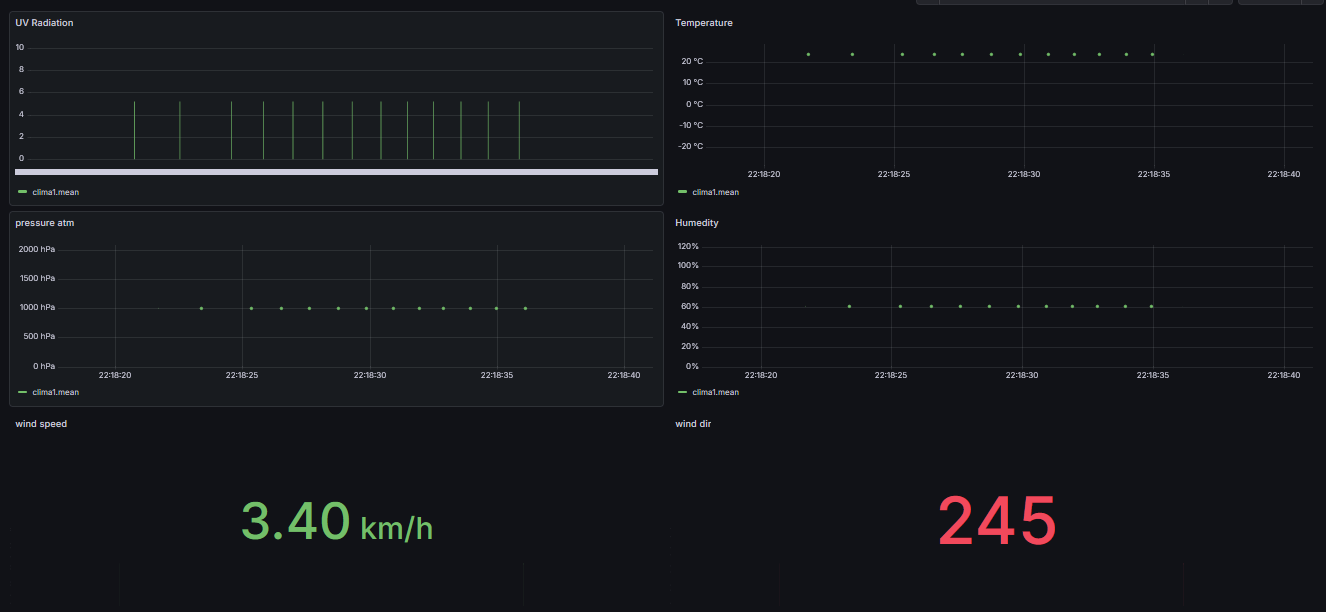 UV Radiation
10
8
6
4
2
0
clima1.mean
Temperature
20 °C
10 °C
0 °C
-10 °C
-20 °C
22:18:20 22:18:25 22:18:30 22:18:35 22:18:40
clima1.mean
pressure atm
2000 hPa
1500 hPa
1000 hPa
500 hPa
0 hPa
22:18:20 22:18:25 22:18:30 22:18:35 22:18:40
clima1.mean
Humedity
120%
100%
80%
60%
40%
20%
0%
22:18:20 22:18:25 22:18:30 22:18:35 22:18:40
clima1.mean
wind speed
3.40 km/h
wind dir
245